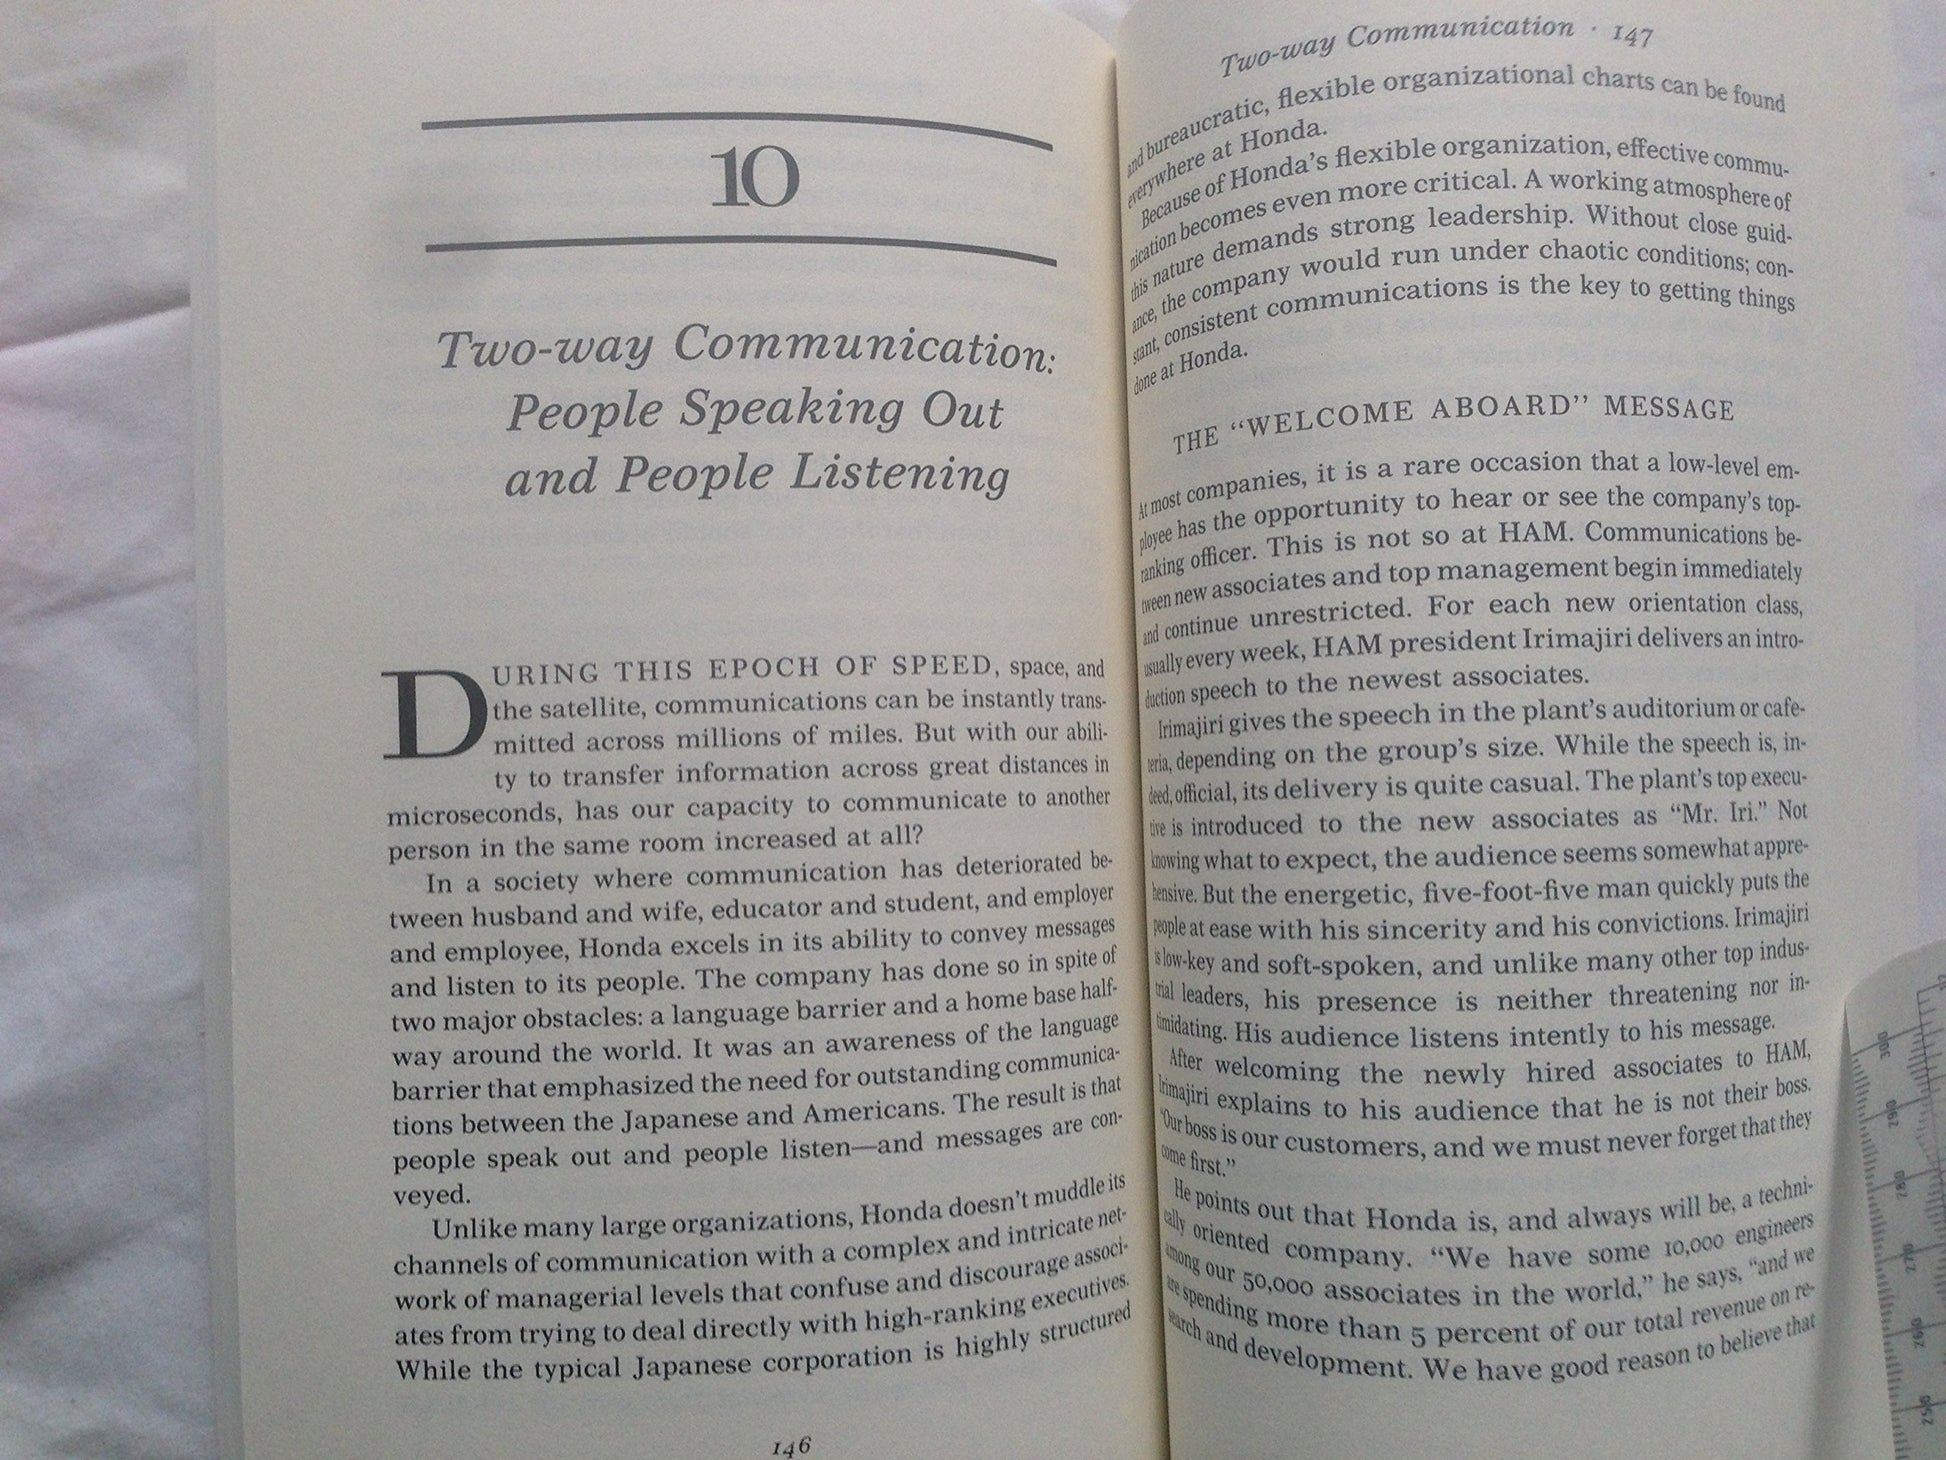 10
Two-way Communication:
People Speaking Out
and People Listening
DURING THIS EPOCH OF SPEED, space, and
the satellite, communications can be instantly trans-
mitted across millions of miles. But with our abili-
ty to transfer information across great distances in
microseconds, has our capacity to communicate to another
person in the same room increased at all?
In a society where communication has deteriorated be-
tween husband and wife, educator and student, and employer
and employee, Honda excels in its ability to convey messages
and listen to its people. The company has done so in spite of
two major obstacles: a language barrier and a home base half-
way around the world. It was an awareness of the language
barrier that emphasized the need for outstanding communica-
tions between the Japanese and Americans. The result is that
people speak out and people listen—and messages are con-
veyed.
Unlike many large organizations, Honda doesn't muddle its
channels of communication with a complex and intricate net-
work of managerial levels that confuse and discourage associ-
ates from trying to deal directly with high-ranking executives.
While the typical Japanese corporation is highly structured
146
Two-way Communication · 147
and bureaucratic, flexible organizational charts can be found
everywhere at Honda.
Because of Honda's flexible organization, effective commu-
nication becomes even more critical. A working atmosphere of
this nature demands strong leadership. Without close guid-
ance, the company would run under chaotic conditions; con-
stant, consistent communications is the key to getting things
done at Honda.
THE "WELCOME ABOARD" MESSAGE
At most companies, it is a rare occasion that a low-level em-
ployee has the opportunity to hear or see the company's top-
ranking officer. This is not so at HAM. Communications be-
tween new associates and top management begin immediately
and continue unrestricted. For each new orientation class,
usually every week, HAM president Irimajiri delivers an intro-
duction speech to the newest associates.
Irimajiri gives the speech in the plant's auditorium or cafe-
teria, depending on the group's size. While the speech is, in-
deed, official, its delivery is quite casual. The plant's top execu-
tive is introduced to the new associates as "Mr. Iri." Not
knowing what to expect, the audience seems somewhat appre-
hensive. But the energetic, five-foot-five man quickly puts the
people at ease with his sincerity and his convictions. Irimajiri
is low-key and soft-spoken, and unlike many other top indus-
trial leaders, his presence is neither threatening nor in-
timidating. His audience listens intently to his message.
After welcoming the newly hired associates to HAM,
Irimajiri explains to his audience that he is not their boss.
"Our boss is our customers, and we must never forget that they
come first."
He points out that Honda is, and always will be, a techni-
cally oriented company. "We have some 10,000 engineers
among our 50,000 associates in the world," he says, "and we
are spending more than 5 percent of our total revenue on re-
search and development. We have good reason to believe that
300
290
280
270
260
250